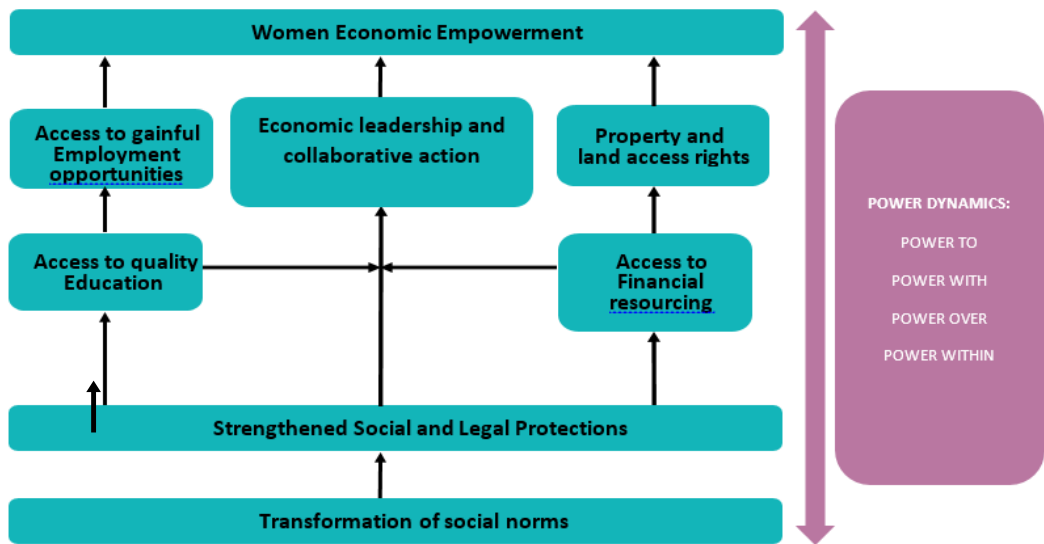 Women Economic Empowerment
Access to gainful
Employment
opportunities
Economic leadership and
collaborative action
Property and
land access rights
Access to quality
Education
Access to
Financial
resourcing
Strengthened Social and Legal Protections
Transformation of social norms
POWER DYNAMICS:
POWER TO
POWER WITH
POWER OVER
POWER WITHIN